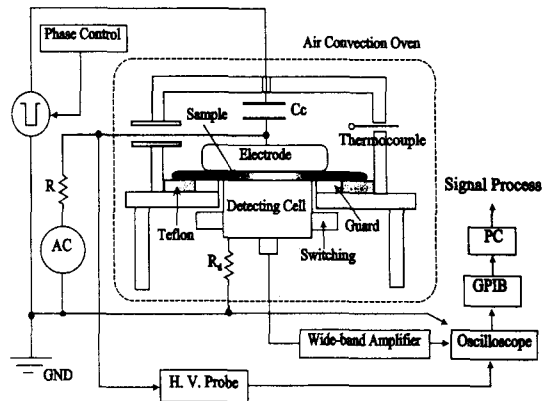 Phase Control
Air Convection Oven
Cc
Sample
Thermocouple
Electrode
R
Signal Process
Detecting Cell
Teflon
Guard
AC
Switching
PC
Rd
GPIB
Wide-band Amplifier
Oscilloscope
GND
H. V. Probe